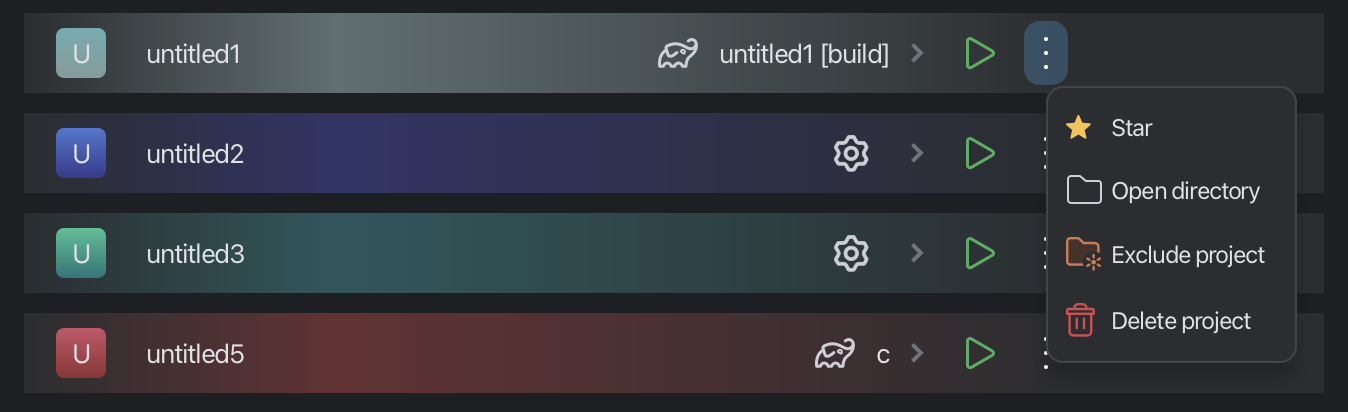 U untitled1 untitled1 [build]
Star
U untitled2
Open directory
U untitled3
Exclude project
Delete project
U untitled5 c